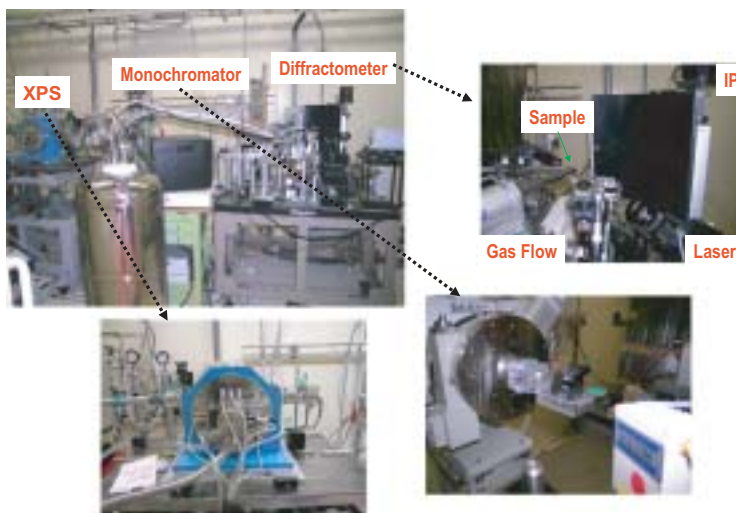 Diffractometer
Monochromator
XPS
IP
Sample
Gas Flow
Laser